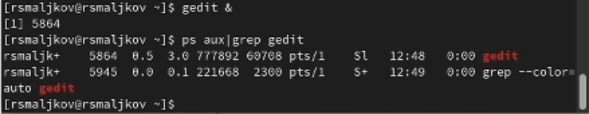 [rsmaljkov@rsmaljkov ~]$ gedit &
[1] 5864
[rsmaljkov@rsmaljkov ~]$ ps aux|grep gedit
rsmaljk+    5864  0.5  3.0 777892 60708 pts/1    Sl   12:48   0:00 gedit
rsmaljk+    5945  0.0  0.1 221668  2300 pts/1    S+   12:49   0:00 grep --color=
auto gedit
[rsmaljkov@rsmaljkov ~]$